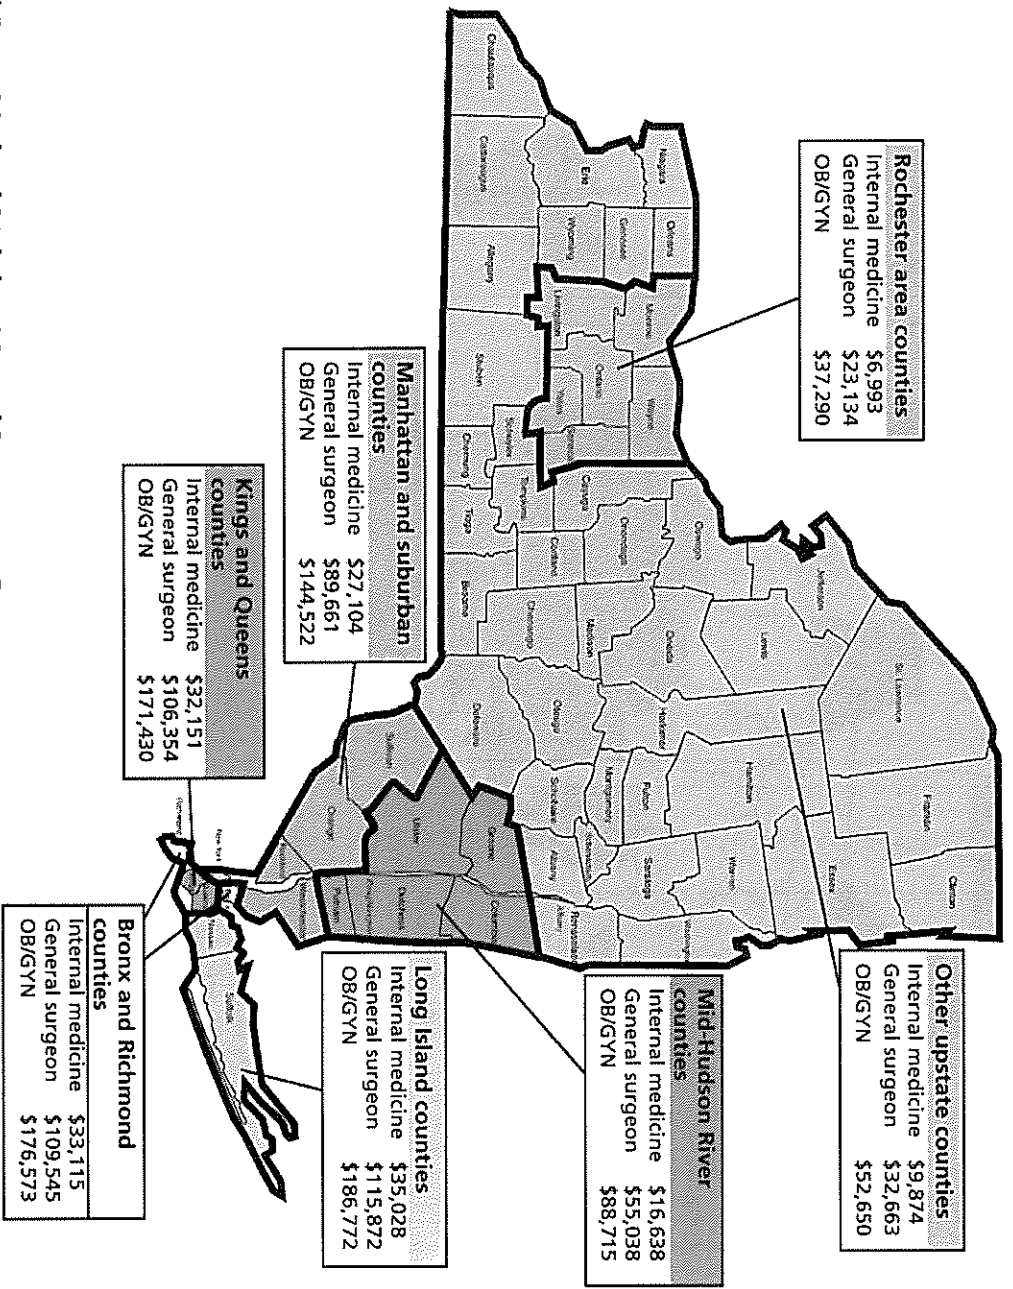 Rochester area counties
Internal medicine $6,993
General surgeon $23,134
OB/GYN $37,290
Other upstate counties
Internal medicine $9,874
General surgeon $32,663
OB/GYN $52,650
Mid-Hudson River
counties
Internal medicine $16,638
General surgeon $55,038
OB/GYN $88,715
Manhattan and suburban
counties
Internal medicine $27,104
General surgeon $89,661
OB/GYN $144,522
Long Island counties
Internal medicine $35,028
General surgeon $115,872
OB/GYN $186,772
Kings and Queens
counties
Internal medicine $32,151
General surgeon $106,354
OB/GYN $171,430
Bronx and Richmond
counties
Internal medicine $33,115
General surgeon $109,545
OB/GYN $176,573
Clinton
Franklin
St. Lawrence
Essex
Jefferson
Lewis
Hamilton
Warren
Oswego
Oneida
Herkimer
Fulton
Saratoga
Niagara
Orleans
Monroe
Wayne
Genesee
Erie
Wyoming
Ontario
Cayuga
Onondaga
Madison
Montgomery
Albany
Cortland
Chenango
Otsego
Schoharie
Chautauqua
Allegany
Steuben
Schuyler
Tompkins
Chemung
Tioga
Broome
Delaware
Greene
Ulster
Dutchess
Sullivan
Orange
Suffolk
New York
Richmond